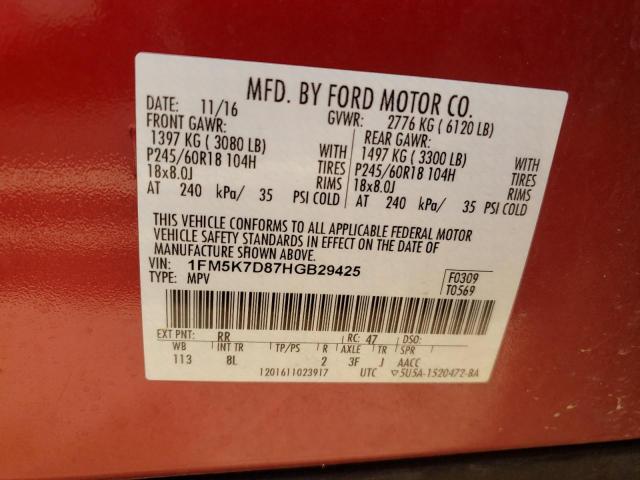 MFD. BY FORD MOTOR CO.
DATE: 11/16 GVWR: 2776 KG ( 6120 LB)
FRONT GAWR: REAR GAWR:
1397 KG ( 3080 LB) WITH 1497 KG ( 3300 LB) WITH
P245/60R18 104H TIRES P245/60R18 104H TIRES
18x8.0J RIMS 18x8.0J RIMS
AT 240 kPa/ 35 PSI COLD AT 240 kPa/ 35 PSI COLD
THIS VEHICLE CONFORMS TO ALL APPLICABLE FEDERAL MOTOR
VEHICLE SAFETY STANDARDS IN EFFECT ON THE DATE OF
MANUFACTURE SHOWN ABOVE.
VIN: 1FM5K7D87HGB29425 F0309
TYPE: MPV T0569
EXT PNT: RR RC: 47 DSO:
WB INT TR TP/PS R AXLE TR SPR
113 8L 2 3F J AACC
1201611023917 UTC ▽5U5A-1520472-BA